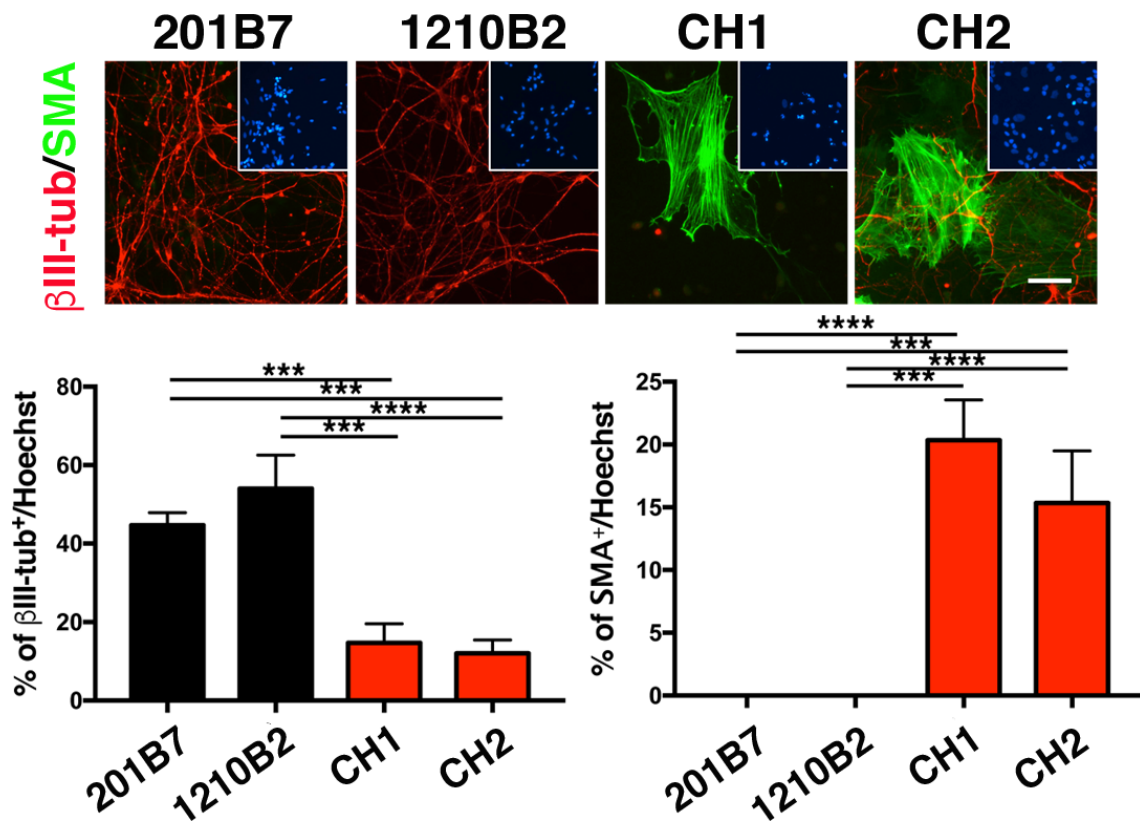 201B7 1210B2 CH1 CH2
βIII-tub/SMA
***
***
****
***
80
60
40
20
0
% of βIII-tub⁺/Hoechst
201B7
1210B2
CH1
CH2
****
***
****
***
25
20
15
10
5
0
% of SMA⁺/Hoechst
201B7
1210B2
CH1
CH2